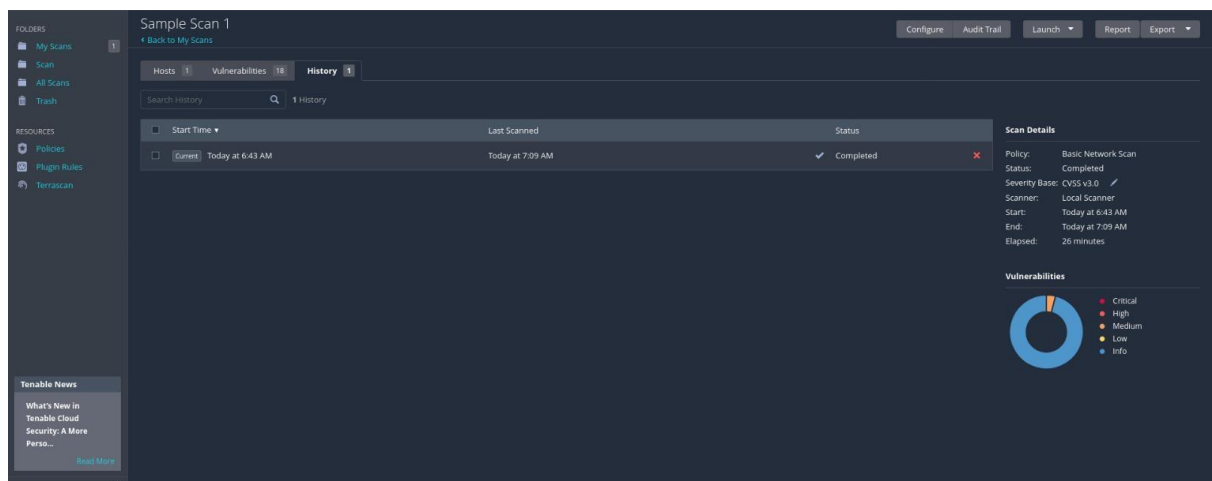 FOLDERS
My Scans 1
Scan
All Scans
Trash
RESOURCES
Policies
Plugin Rules
Terrascan
Tenable News
What's New in
Tenable Cloud
Security: A More
Perso...
Read More
Sample Scan 1
Back to My Scans
Configure Audit Trail Launch Report Export
Hosts 1 Vulnerabilities 18 History 1
Search History 1 History
Start Time Last Scanned Status
Current Today at 6:43 AM Today at 7:09 AM Completed
Scan Details
Policy: Basic Network Scan
Status: Completed
Severity Base: CVSS v3.0
Scanner: Local Scanner
Start: Today at 6:43 AM
End: Today at 7:09 AM
Elapsed: 26 minutes
Vulnerabilities
Critical
High
Medium
Low
Info